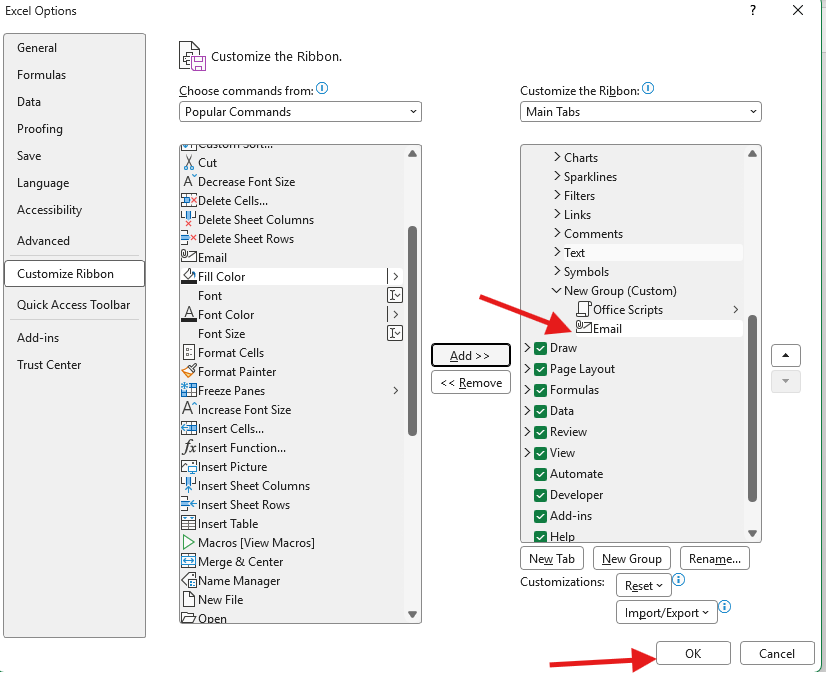 Excel Options
?
General
Formulas
Data
Proofing
Save
Language
Accessibility
Advanced
Customize Ribbon
Quick Access Toolbar
Add-ins
Trust Center
Customize the Ribbon.
Choose commands from:
Popular Commands
Custom Sort...
Cut
Decrease Font Size
Delete Cells...
Delete Sheet Columns
Delete Sheet Rows
Email
Fill Color
Font
Font Color
Font Size
Format Cells
Format Painter
Freeze Panes
Increase Font Size
Insert Cells...
Insert Function...
Insert Picture
Insert Sheet Columns
Insert Sheet Rows
Insert Table
Macros [View Macros]
Merge & Center
Name Manager
New File
Open
Add >>
<< Remove
Customize the Ribbon:
Main Tabs
Charts
Sparklines
Filters
Links
Comments
Text
Symbols
New Group (Custom)
Office Scripts
Email
Draw
Page Layout
Formulas
Data
Review
View
Automate
Developer
Add-ins
Help
New Tab New Group Rename...
Customizations: Reset
Import/Export
OK Cancel